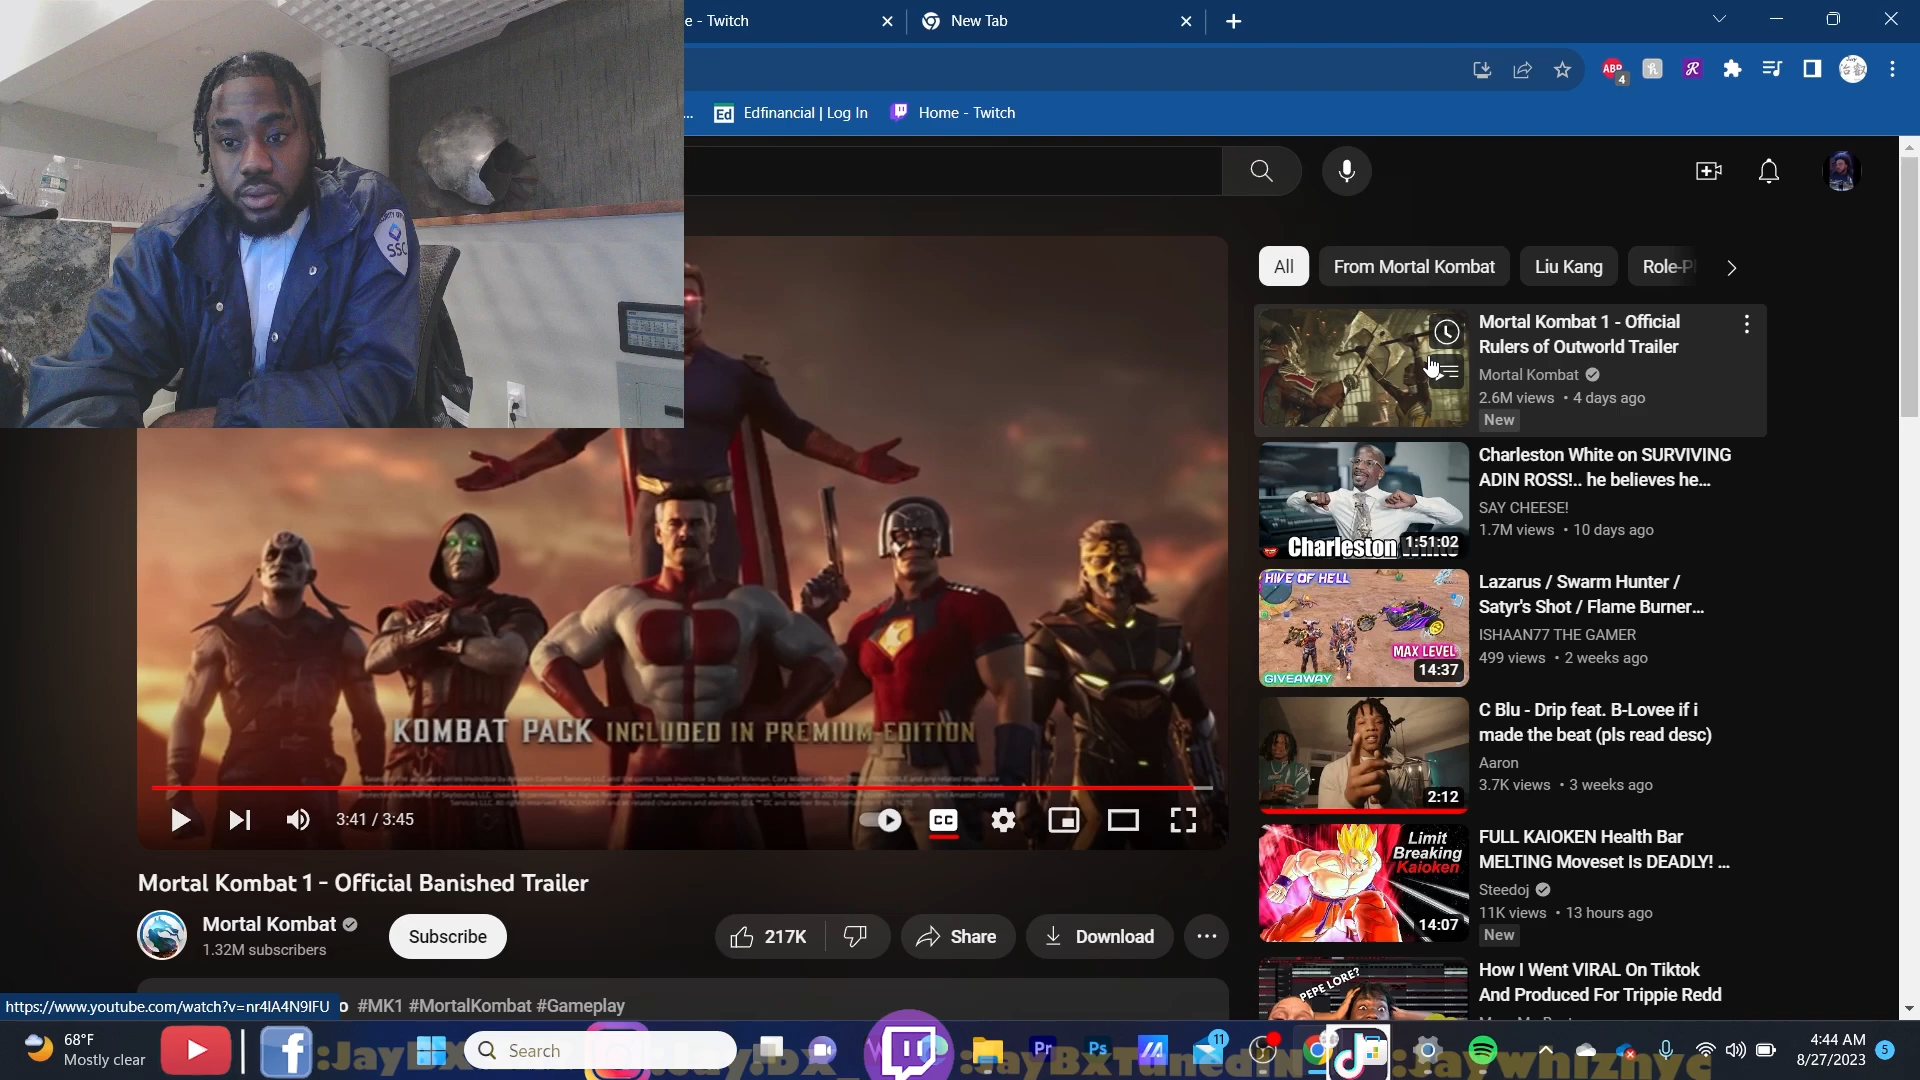 e - Twitch
New Tab
ABP
4
...
Ed Edfinancial | Log In
Home - Twitch
SSC
All
From Mortal Kombat
Liu Kang
Mortal Kombat 1 - Official
Rulers of Outworld Trailer
Mortal Kombat
2.6M views • 4 days ago
New
Charleston White on SURVIVING
ADIN ROSS!.. he believes he...
SAY CHEESE!
1.7M views • 10 days ago
Charleston
1:51:02
HIVE OF HELL
MAX LEVEL
14:37
GIVEAWAY
Lazarus / Swarm Hunter /
Satyr's Shot / Flame Burner...
ISHAAN77 THE GAMER
499 views • 2 weeks ago
C Blu - Drip feat. B-Lovee if i
made the beat (pls read desc)
Aaron
3.7K views • 3 weeks ago
2:12
Limit
Breaking
Kaioken
14:07
FULL KAIOKEN Health Bar
MELTING Moveset Is DEADLY! ...
Steedoj
11K views • 13 hours ago
New
PEPE LORE?
How I Went VIRAL On Tiktok
And Produced For Trippie Redd
KOMBAT PACK INCLUDED IN PREMIUM EDITION
3:41 / 3:45
CC
Mortal Kombat 1 - Official Banished Trailer
Mortal Kombat
1.32M subscribers
Subscribe
217K
Share
Download
https://www.youtube.com/watch?v=nr4lA4N9IFU
#MK1 #MortalKombat #Gameplay
68°F
Mostly clear
Search
Pr
Ps
11
4:44 AM
8/27/2023
5